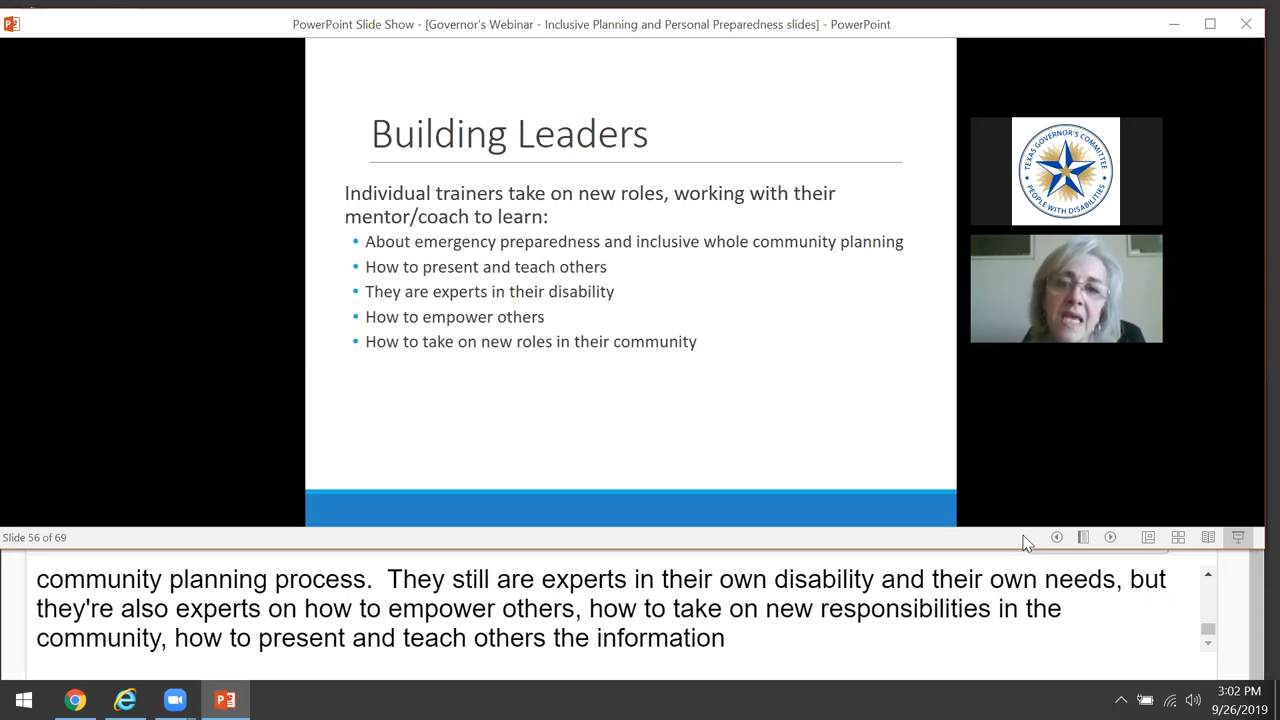 PowerPoint Slide Show - [Governor's Webinar - Inclusive Planning and Personal Preparedness slides] - PowerPoint
Building Leaders
Individual trainers take on new roles, working with their
mentor/coach to learn:
• About emergency preparedness and inclusive whole community planning
• How to present and teach others
• They are experts in their disability
• How to empower others
• How to take on new roles in their community
TEXAS GOVERNOR'S COMMITTEE
PEOPLE WITH DISABILITIES
Slide 56 of 69
community planning process.  They still are experts in their own disability and their own needs, but
they're also experts on how to empower others, how to take on new responsibilities in the
community, how to present and teach others the information
3:02 PM
9/26/2019